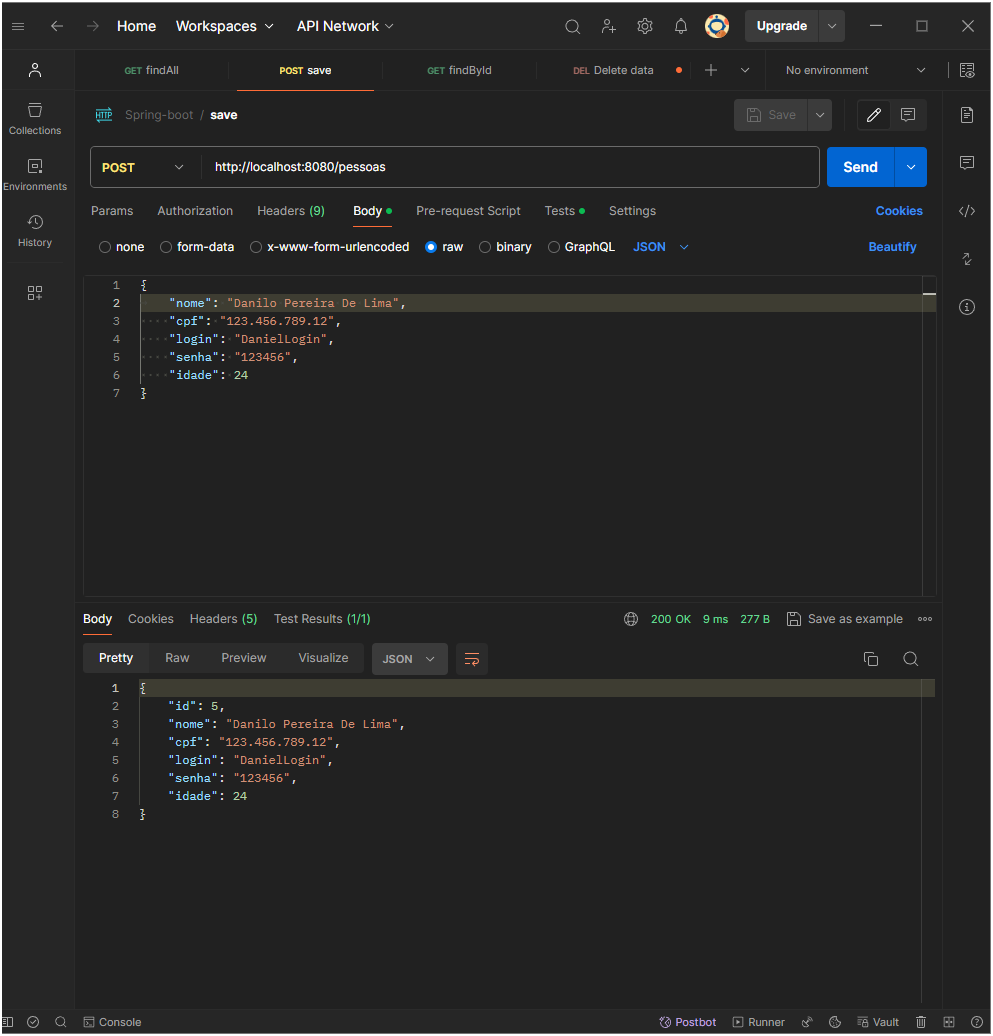 Home Workspaces API Network Upgrade
GET findAll POST save GET findById DEL Delete data No environment
HTTP Spring-boot / save Save
Collections
Environments
History
POST http://localhost:8080/pessoas Send
Params Authorization Headers (9) Body Pre-request Script Tests Settings Cookies
none form-data x-www-form-urlencoded raw binary GraphQL JSON Beautify
1 {
2 "nome": "Danilo Pereira De Lima",
3 "cpf": "123.456.789.12",
4 "login": "DanielLogin",
5 "senha": "123456",
6 "idade": 24
7 }
Body Cookies Headers (5) Test Results (1/1) 200 OK 9 ms 277 B Save as example
Pretty Raw Preview Visualize JSON
1 {
2 "id": 5,
3 "nome": "Danilo Pereira De Lima",
4 "cpf": "123.456.789.12",
5 "login": "DanielLogin",
6 "senha": "123456",
7 "idade": 24
8 }
Console Postbot Runner Vault